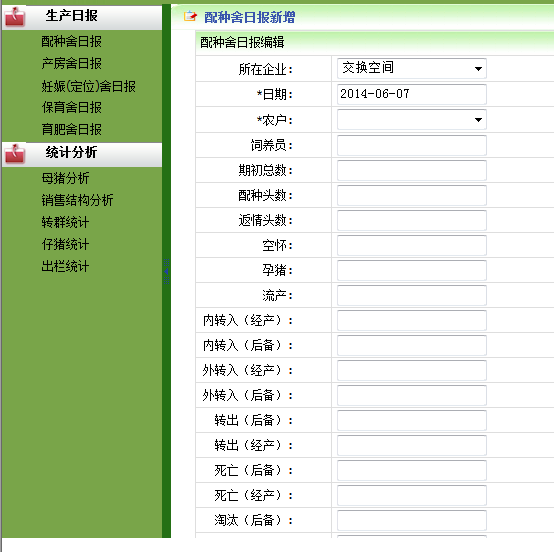 生产日报
配种舍日报
产房舍日报
妊娠(定位)舍日报
保育舍日报
育肥舍日报
统计分析
母猪分析
销售结构分析
转群统计
仔猪统计
出栏统计
配种舍日报新增
配种舍日报编辑
所在企业： 交换空间
*日期： 2014-06-07
*农户：
饲养员：
期初总数：
配种头数：
返情头数：
空怀：
孕猪：
流产：
内转入（经产）：
内转入（后备）：
外转入（经产）：
外转入（后备）：
转出（后备）：
转出（经产）：
死亡（后备）：
死亡（经产）：
淘汰（后备）：